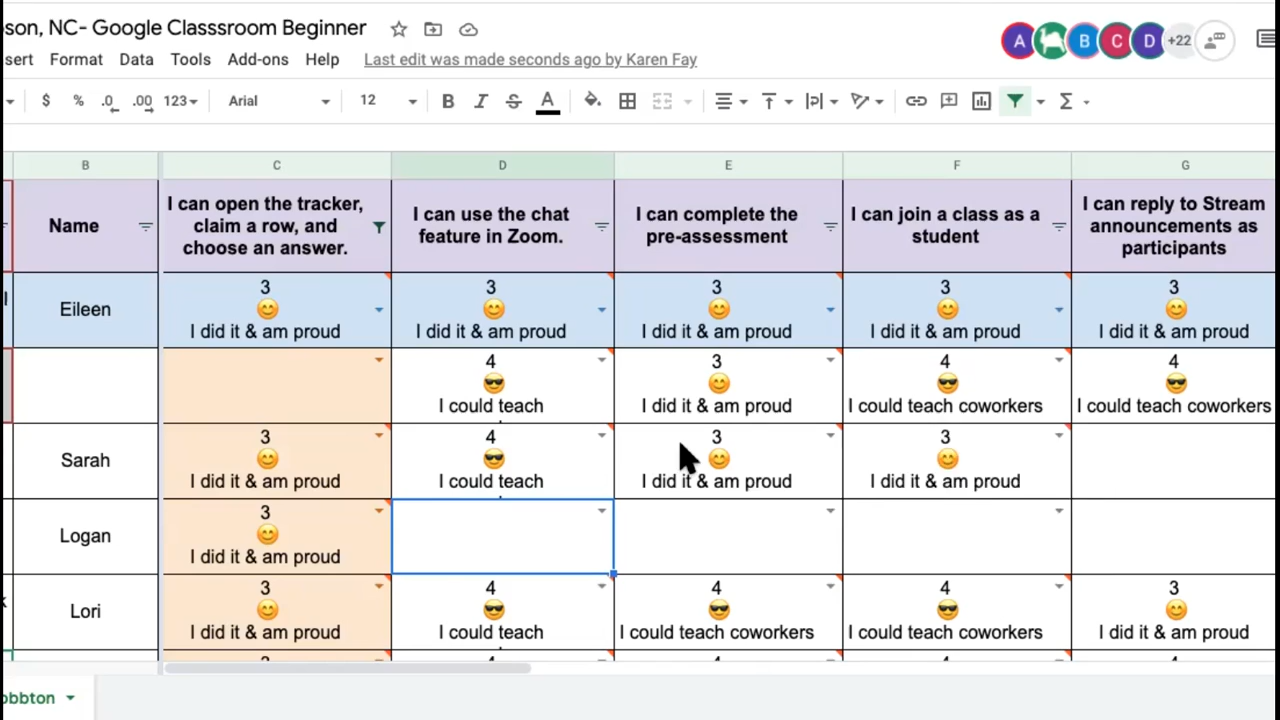 son, NC- Google Classsroom Beginner
A B C D +22
sert Format Data Tools Add-ons Help Last edit was made seconds ago by Karen Fay
$ % .0 .00 123 Arial 12 B I S A Σ
B C D E F G
Name
I can open the tracker,
claim a row, and
choose an answer.
I can use the chat
feature in Zoom.
I can complete the
pre-assessment
I can join a class as a
student
I can reply to Stream
announcements as
participants
Eileen
3
😊
I did it & am proud
3
😊
I did it & am proud
3
😊
I did it & am proud
3
😊
I did it & am proud
3
😊
I did it & am proud
4
😎
I could teach
3
😊
I did it & am proud
4
😎
I could teach coworkers
4
😎
I could teach coworkers
Sarah
3
😊
I did it & am proud
4
😎
I could teach
3
😊
I did it & am proud
3
😊
I did it & am proud
Logan
3
😊
I did it & am proud
Lori
3
😊
I did it & am proud
4
😎
I could teach
4
😎
I could teach coworkers
4
😎
I could teach coworkers
3
😊
I did it & am proud
obbton